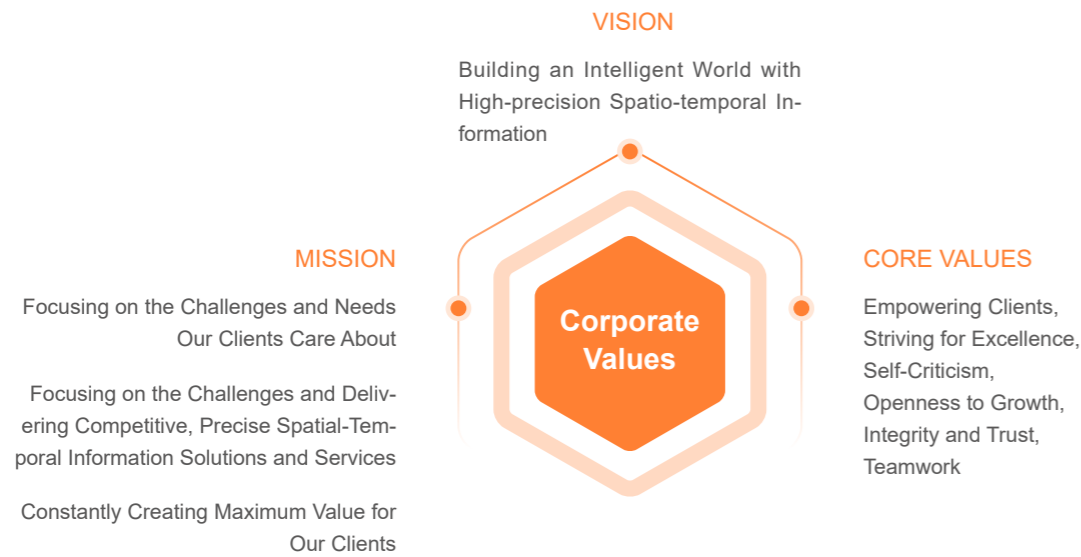 VISION
Building an Intelligent World with
High-precision Spatio-temporal In-
formation
MISSION
Focusing on the Challenges and Needs
Our Clients Care About
Focusing on the Challenges and Deliv-
ering Competitive, Precise Spatial-Tem-
poral Information Solutions and Services
Constantly Creating Maximum Value for
Our Clients
Corporate
Values
CORE VALUES
Empowering Clients,
Striving for Excellence,
Self-Criticism,
Openness to Growth,
Integrity and Trust,
Teamwork